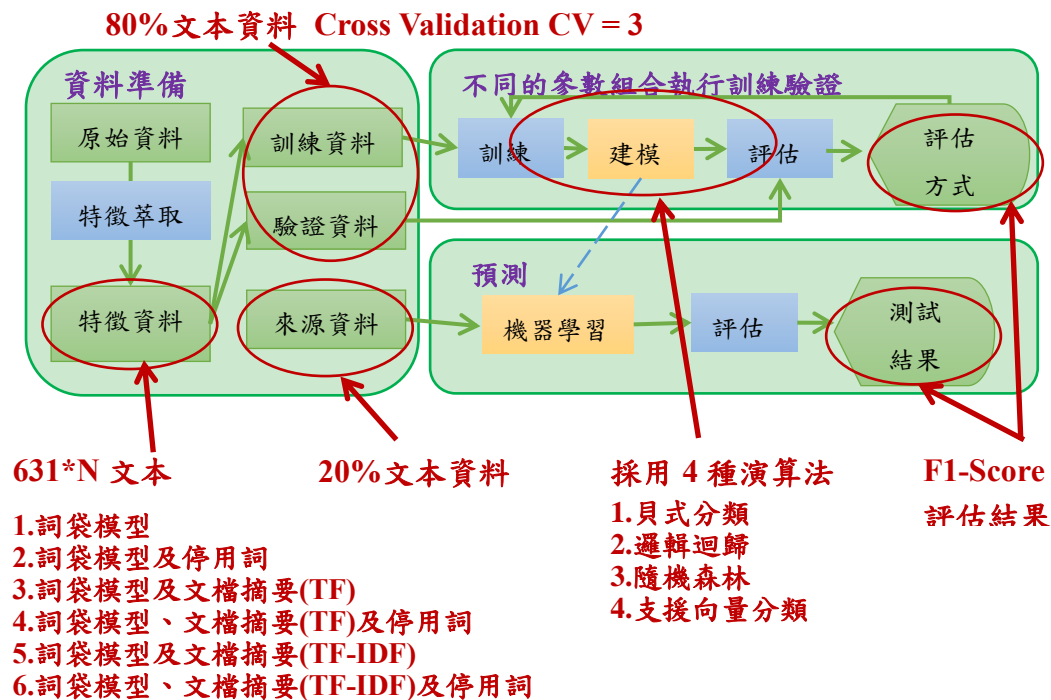 80%文本資料 Cross Validation CV = 3
資料準備
原始資料
特徵萃取
特徵資料
訓練資料
驗證資料
來源資料
不同的參數組合執行訓練驗證
訓練
建模
評估
評估
方式
預測
機器學習
評估
測試
結果
631*N 文本
1.詞袋模型
2.詞袋模型及停用詞
3.詞袋模型及文檔摘要(TF)
4.詞袋模型、文檔摘要(TF)及停用詞
5.詞袋模型及文檔摘要(TF-IDF)
6.詞袋模型、文檔摘要(TF-IDF)及停用詞
20%文本資料
採用 4 種演算法
1.貝式分類
2.邏輯迴歸
3.隨機森林
4.支援向量分類
F1-Score
評估結果